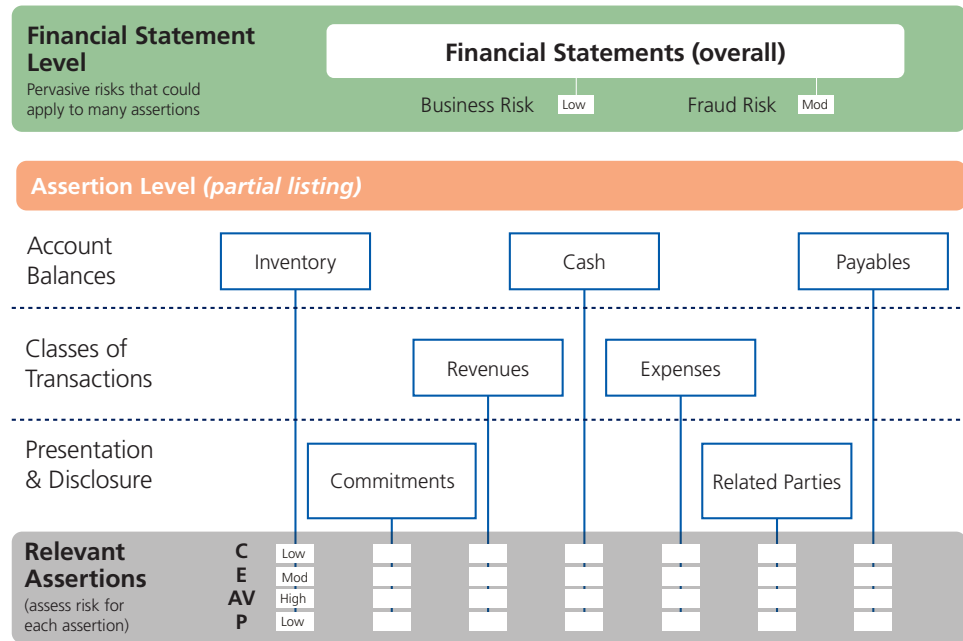 Financial Statement
Level
Pervasive risks that could
apply to many assertions
Financial Statements (overall)
Business Risk Low Fraud Risk Mod
Assertion Level (partial listing)
Account
Balances
Inventory Cash Payables
Classes of
Transactions
Revenues Expenses
Presentation
& Disclosure
Commitments Related Parties
Relevant
Assertions
(assess risk for
each assertion)
C Low
E Mod
AV High
P Low